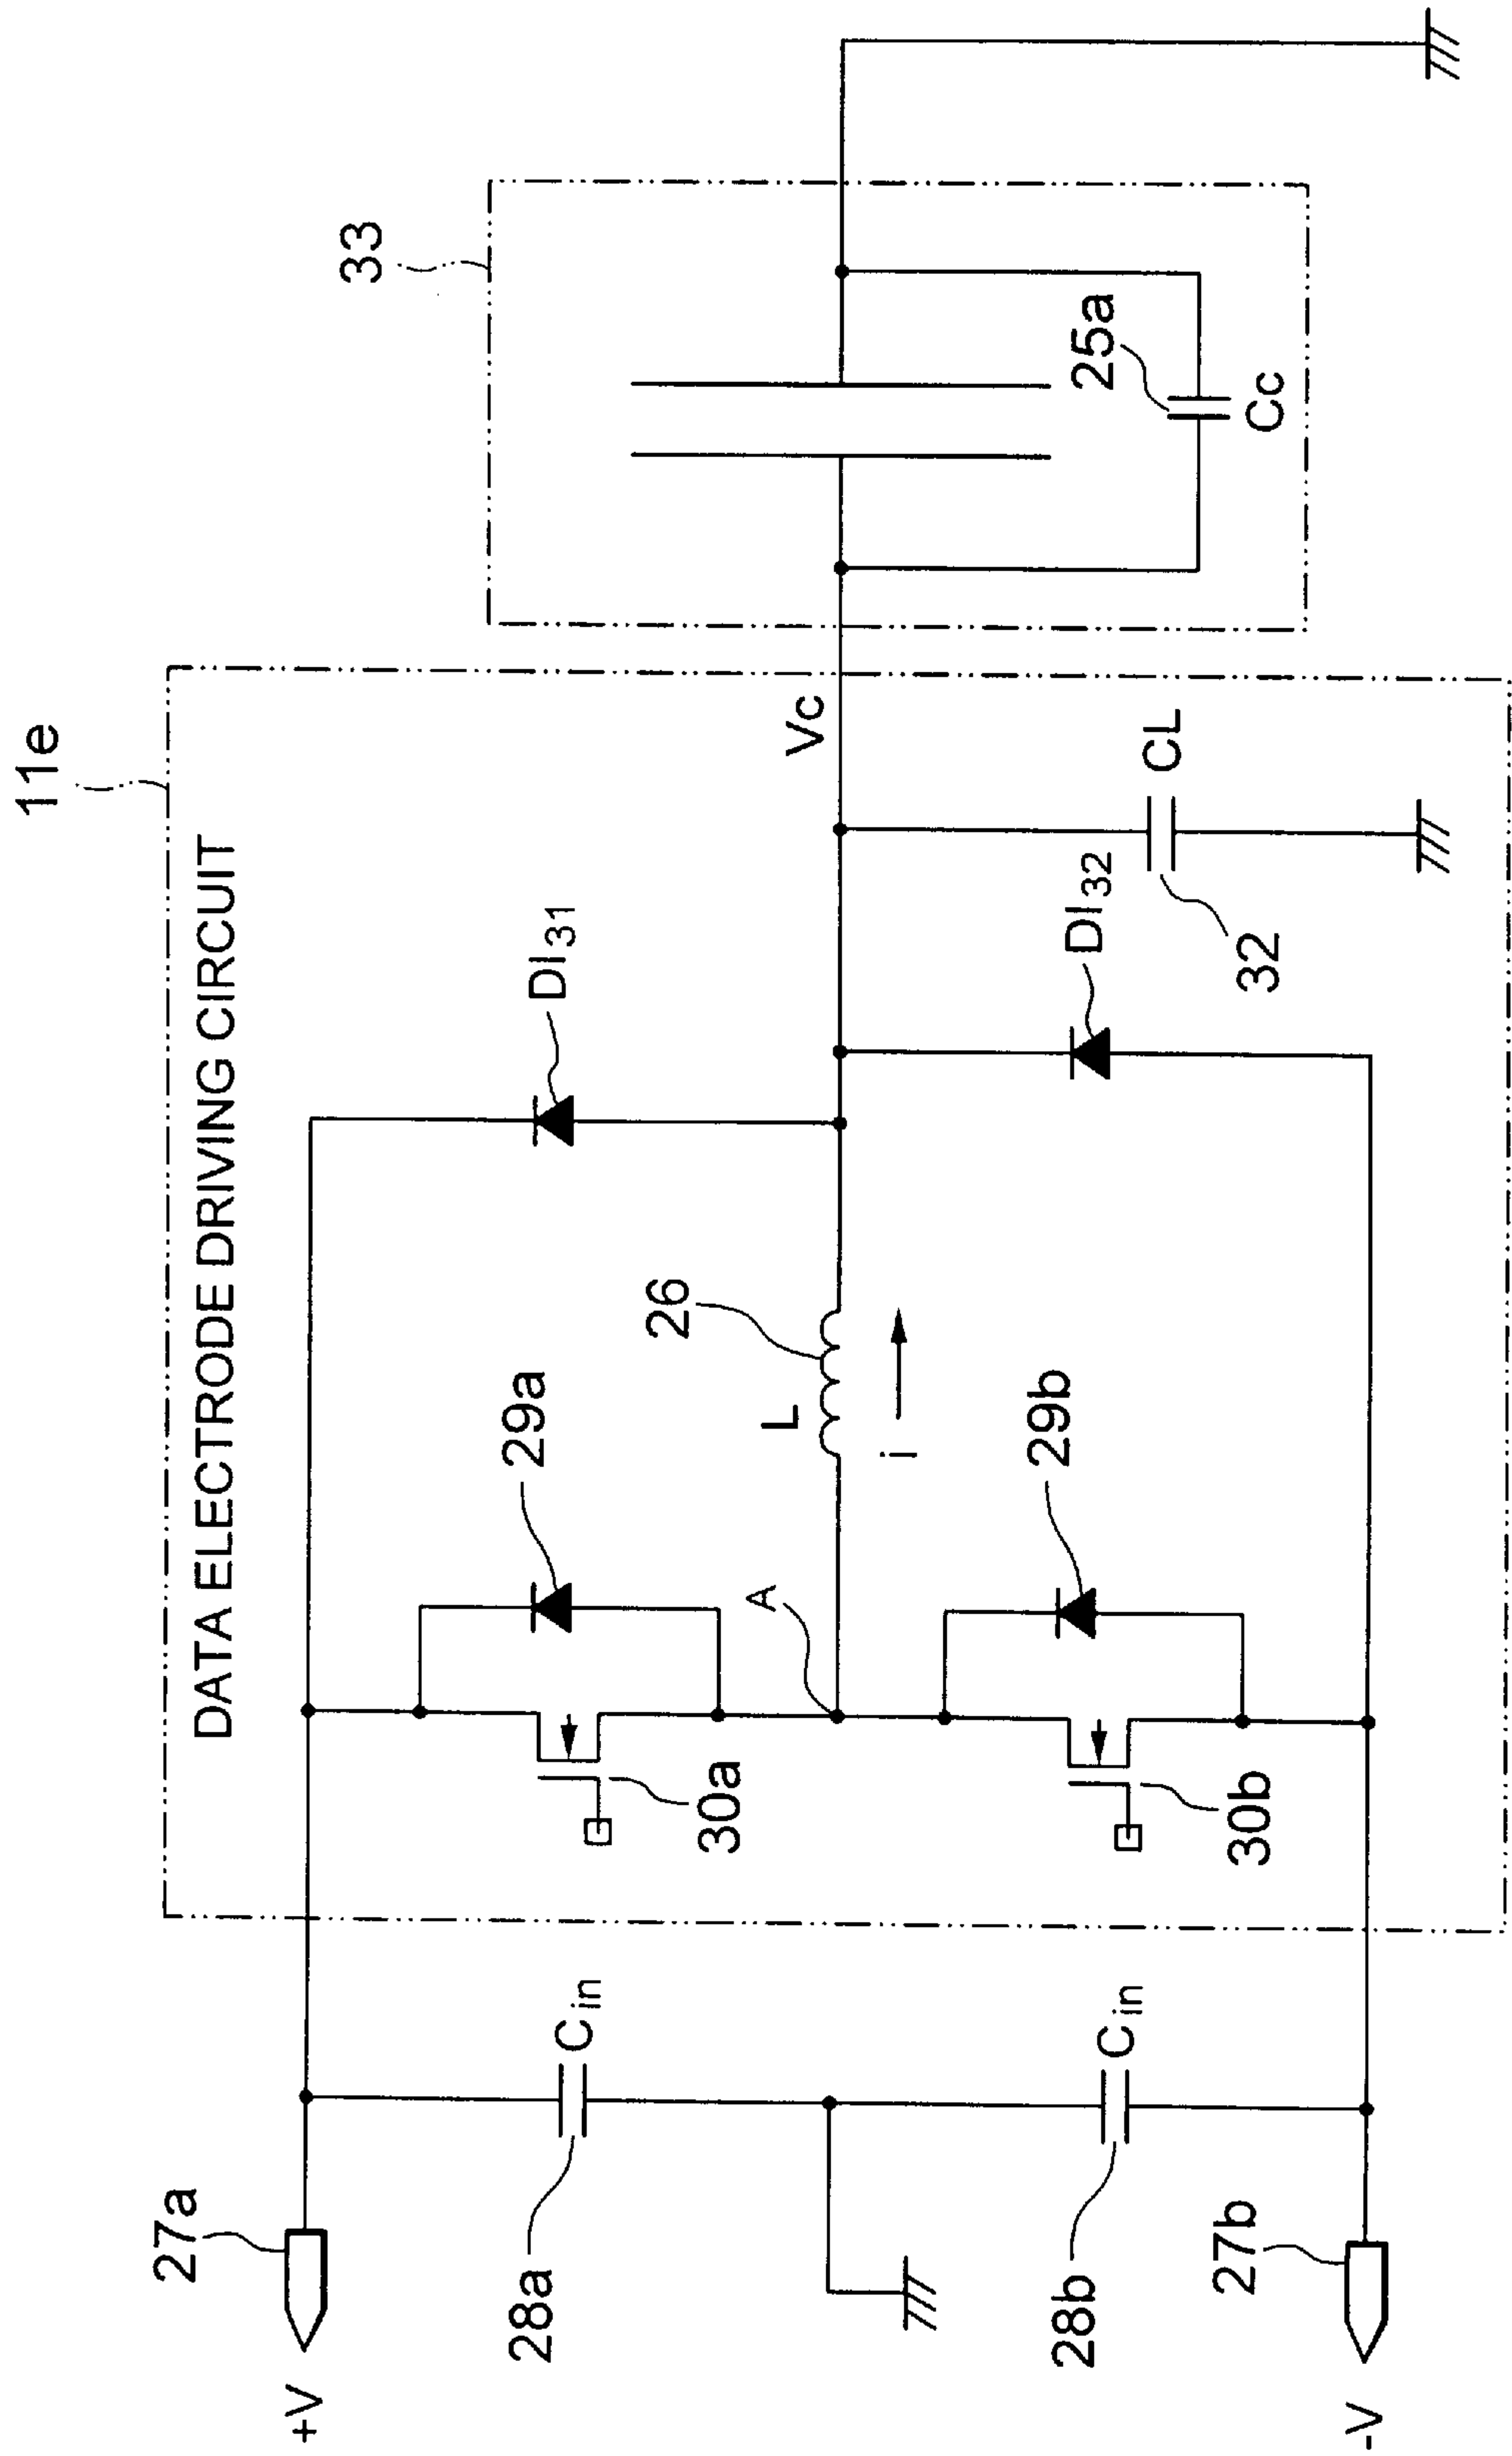 11e
DATA ELECTRODE DRIVING CIRCUIT
33
27a
+V
28a
Cin
29a
30a
DI31
A
L
26
i
Vc
25a
Cc
28b
Cin
29b
30b
DI32
CL
32
27b
-V